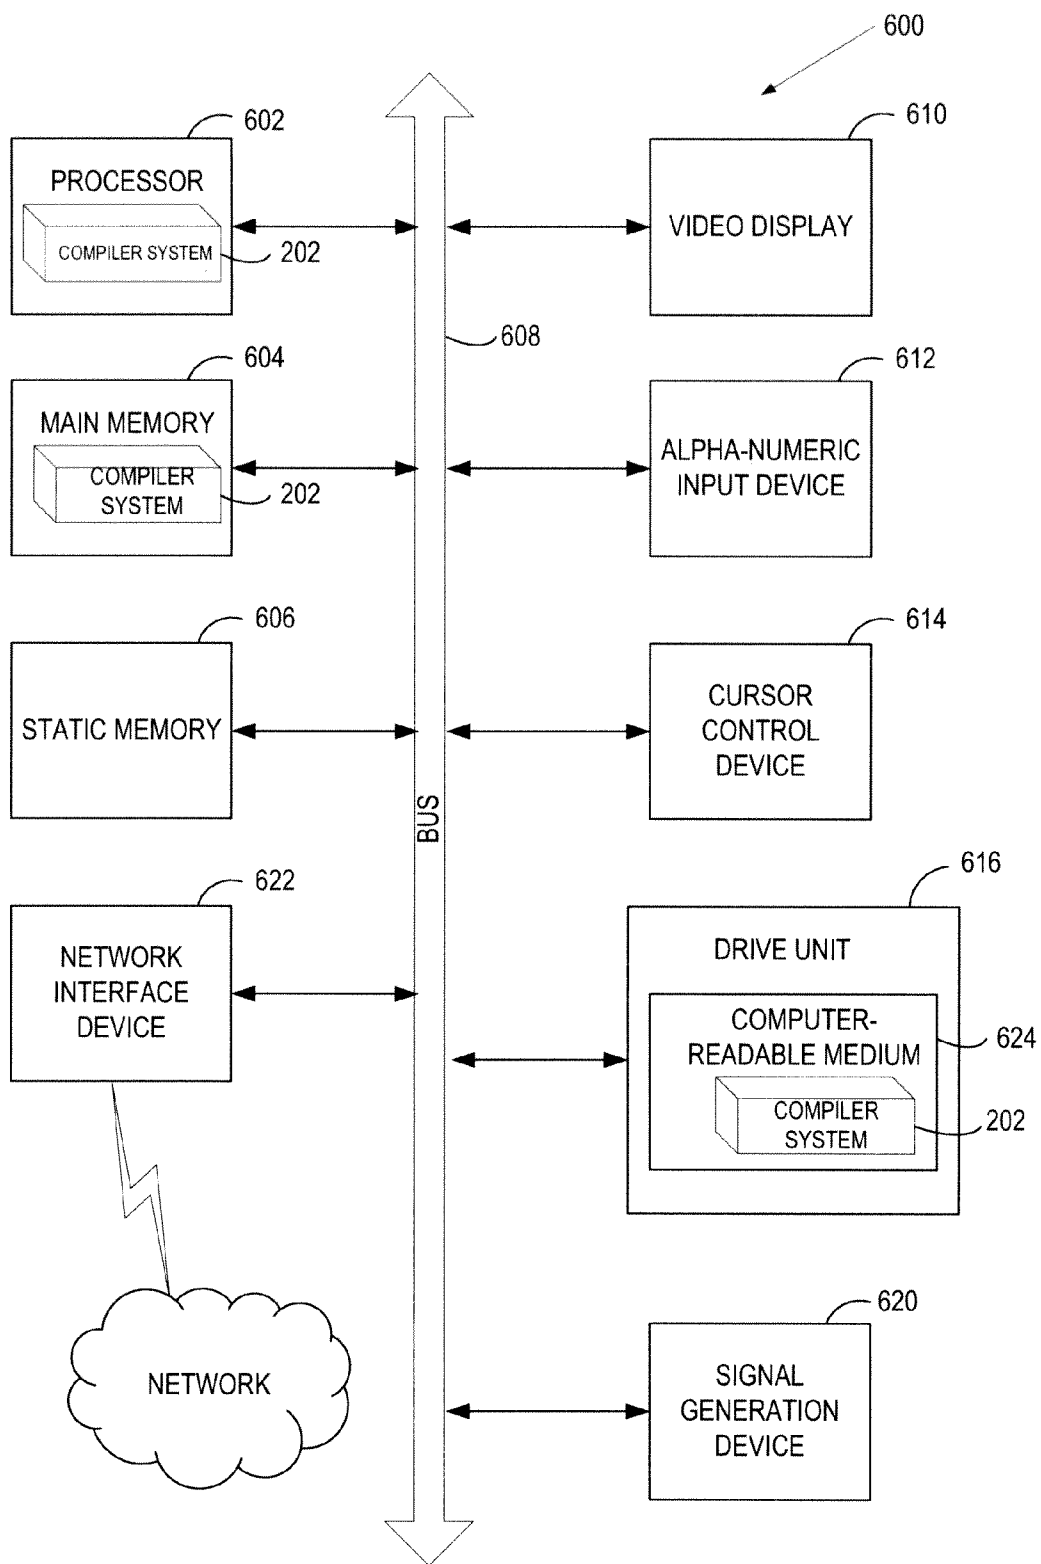 600
602
PROCESSOR
COMPILER SYSTEM
202
610
VIDEO DISPLAY
608
604
MAIN MEMORY
COMPILER
SYSTEM
202
612
ALPHA-NUMERIC
INPUT DEVICE
606
STATIC MEMORY
614
CURSOR
CONTROL
DEVICE
BUS
622
NETWORK
INTERFACE
DEVICE
616
DRIVE UNIT
COMPUTER-
READABLE MEDIUM
624
COMPILER
SYSTEM
202
NETWORK
620
SIGNAL
GENERATION
DEVICE